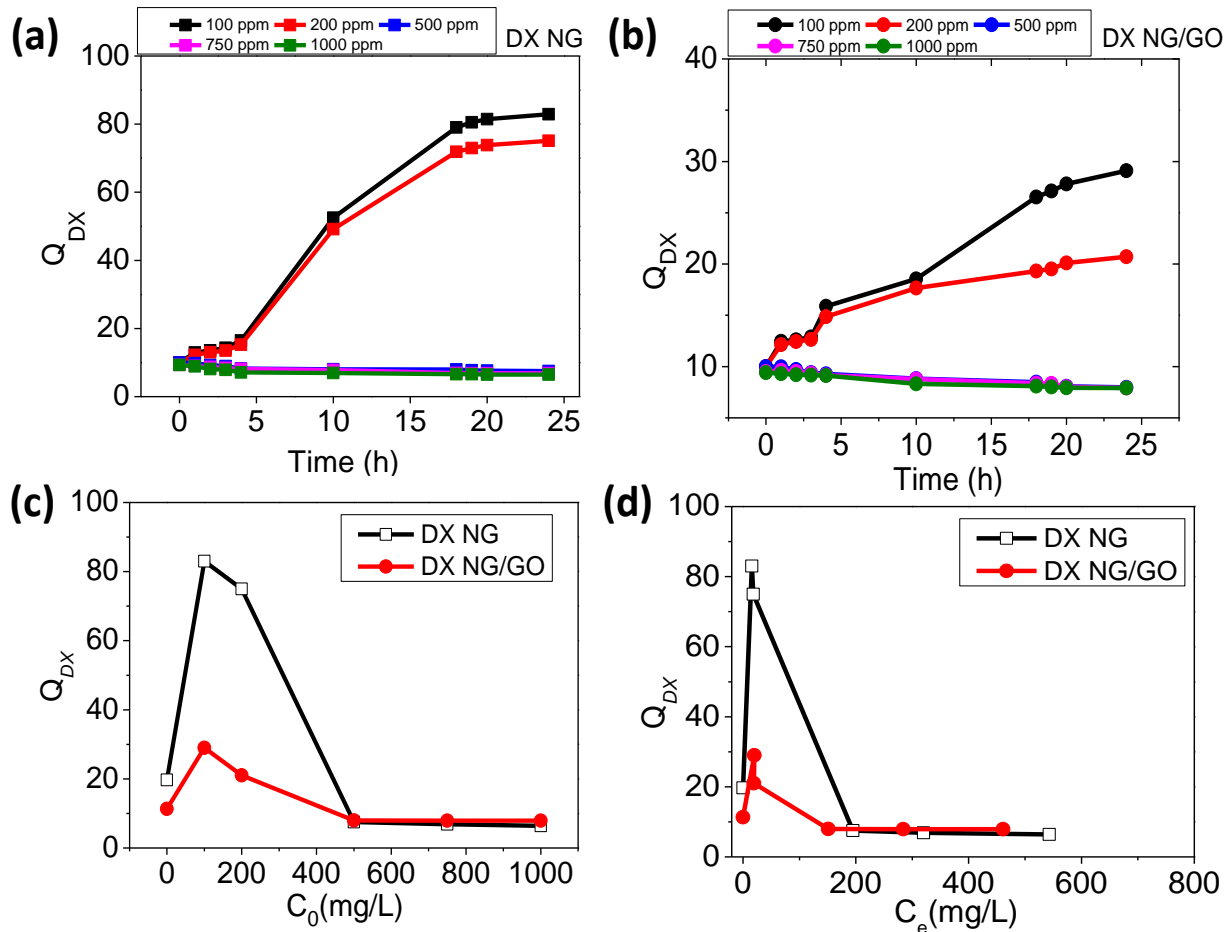 (a)
100 ppm 200 ppm 500 ppm
750 ppm 1000 ppm
DX NG
100
80
60
40
20
0
Q_DX
0 5 10 15 20 25
Time (h)
(b)
100 ppm 200 ppm 500 ppm
750 ppm 1000 ppm
DX NG/GO
40
30
20
10
Q_DX
0 5 10 15 20 25
Time (h)
(c)
DX NG
DX NG/GO
100
80
60
40
20
0
Q_DX
0 200 400 600 800 1000
C_0(mg/L)
(d)
DX NG
DX NG/GO
100
80
60
40
20
0
Q_DX
0 200 400 600 800
C_e(mg/L)